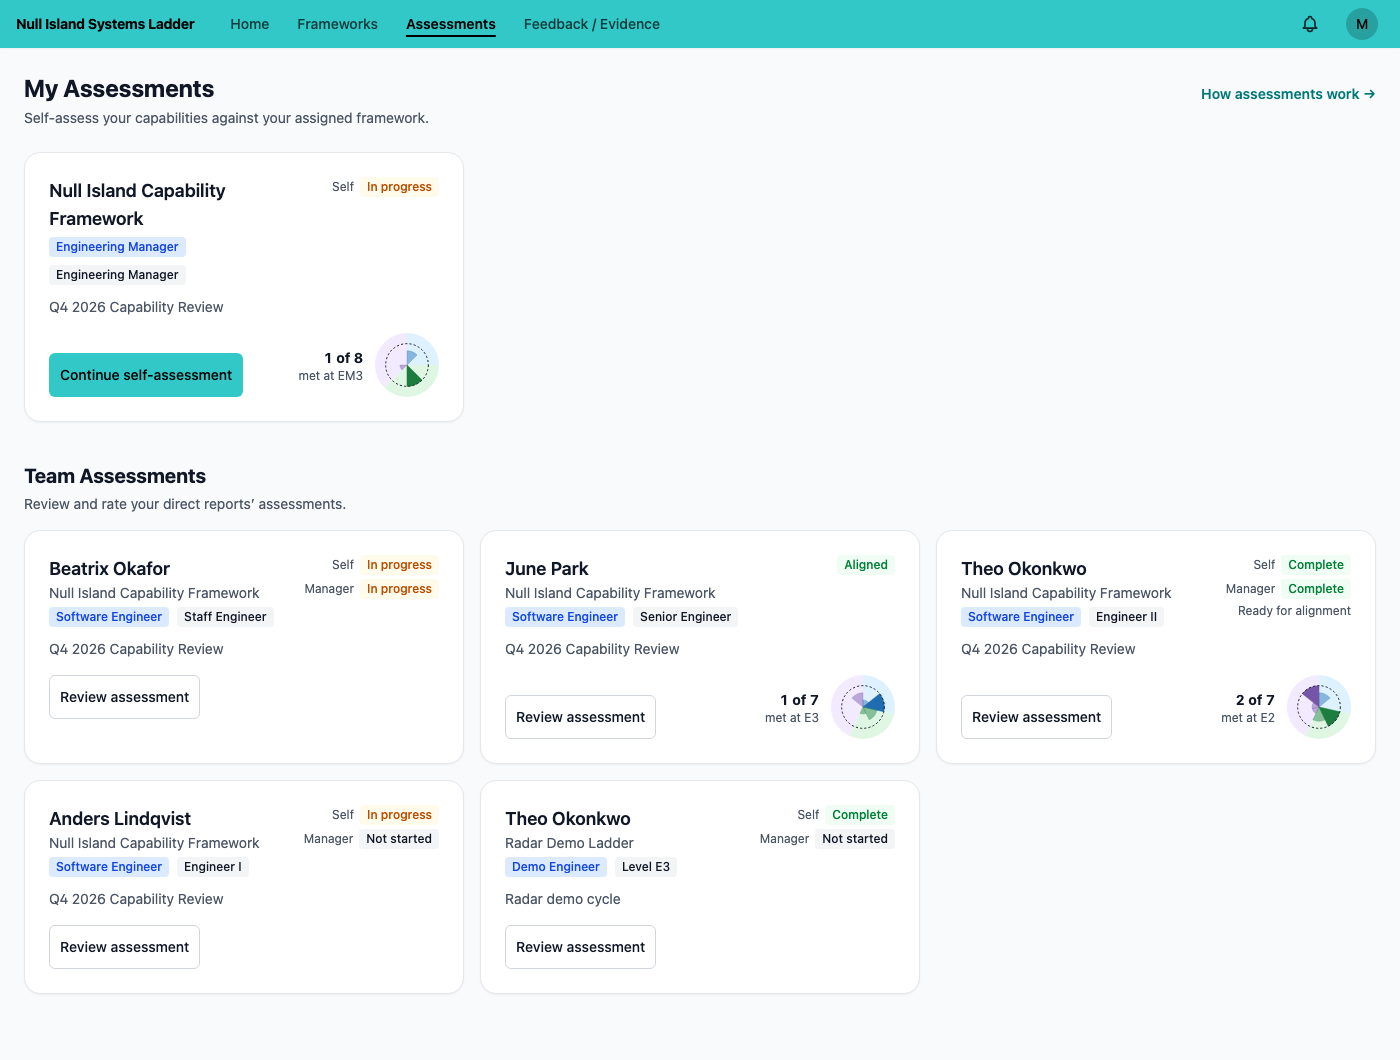 Null Island Systems Ladder
Home
Frameworks
Assessments
Feedback / Evidence
M
My Assessments
How assessments work →
Self-assess your capabilities against your assigned framework.
Null Island Capability
Framework
Self In progress
Engineering Manager
Engineering Manager
Q4 2026 Capability Review
Continue self-assessment
1 of 8
met at EM3
Team Assessments
Review and rate your direct reports’ assessments.
Beatrix Okafor
Self In progress
Null Island Capability Framework
Manager In progress
Software Engineer Staff Engineer
Q4 2026 Capability Review
Review assessment
June Park
Aligned
Null Island Capability Framework
Software Engineer Senior Engineer
Q4 2026 Capability Review
Review assessment
1 of 7
met at E3
Theo Okonkwo
Self Complete
Null Island Capability Framework
Manager Complete
Ready for alignment
Software Engineer Engineer II
Q4 2026 Capability Review
Review assessment
2 of 7
met at E2
Anders Lindqvist
Self In progress
Null Island Capability Framework
Manager Not started
Software Engineer Engineer I
Q4 2026 Capability Review
Review assessment
Theo Okonkwo
Self Complete
Radar Demo Ladder
Manager Not started
Demo Engineer Level E3
Radar demo cycle
Review assessment